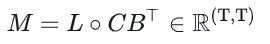 M = L ∘ CB⊤ ∈ ℝ(T,T)